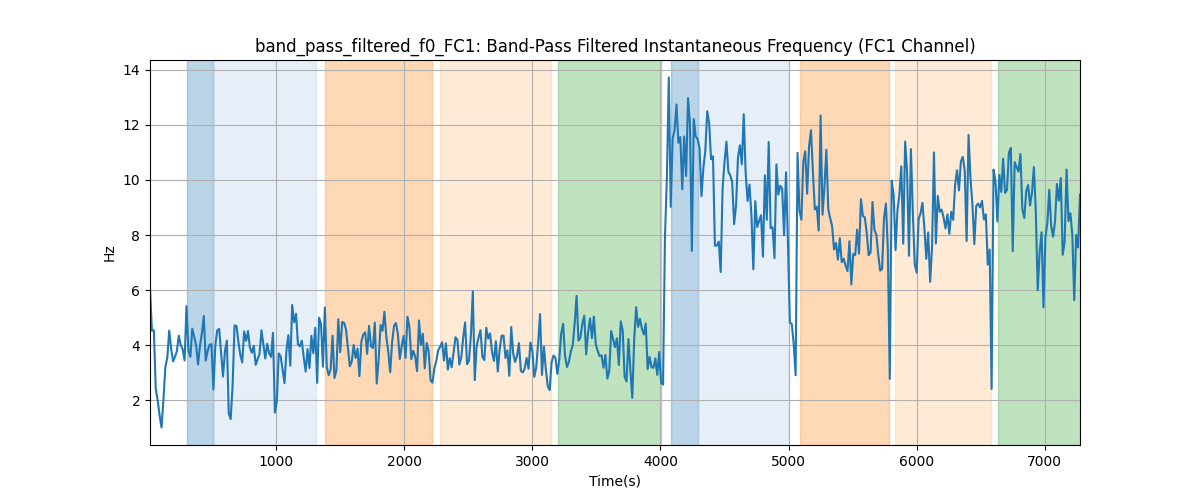 band_pass_filtered_f0_FC1: Band-Pass Filtered Instantaneous Frequency (FC1 Channel)
14
12
10
8
6
4
2
Hz
1000 2000 3000 4000 5000 6000 7000
Time(s)